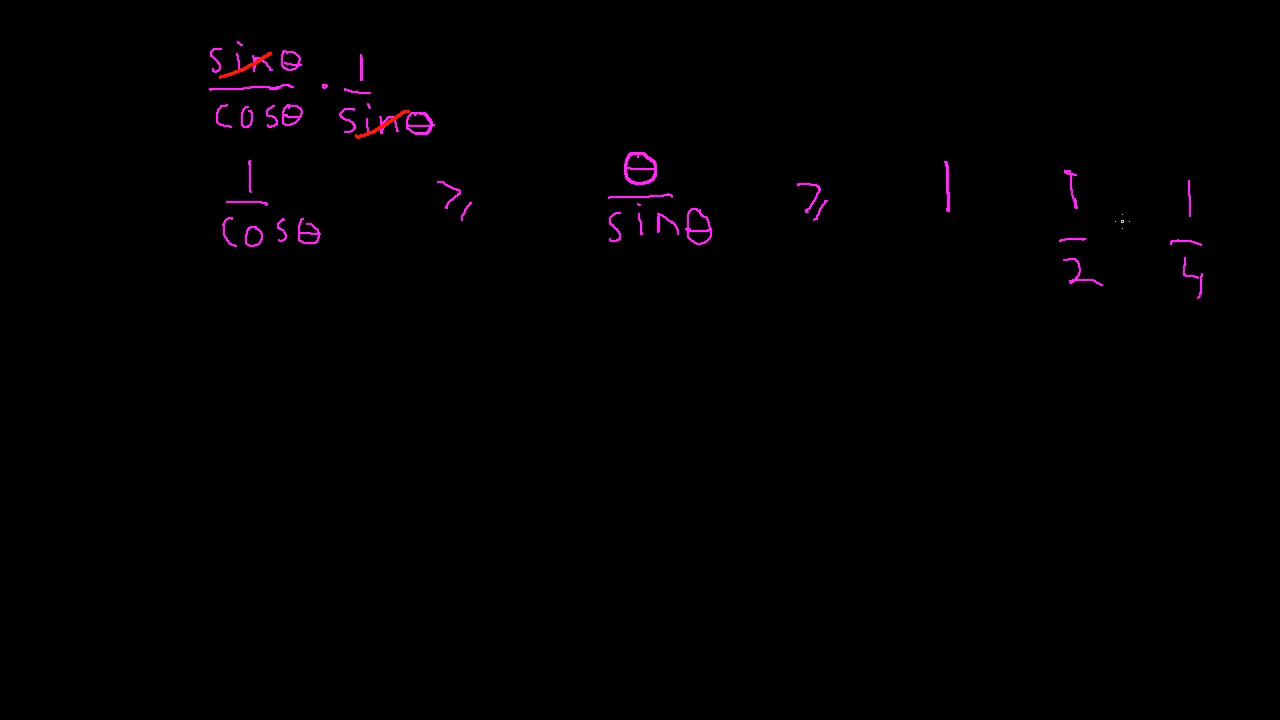 sinθ/cosθ · 1/sinθ
1/cosθ ⩾ θ/sinθ ⩾ 1 1/2 1/4